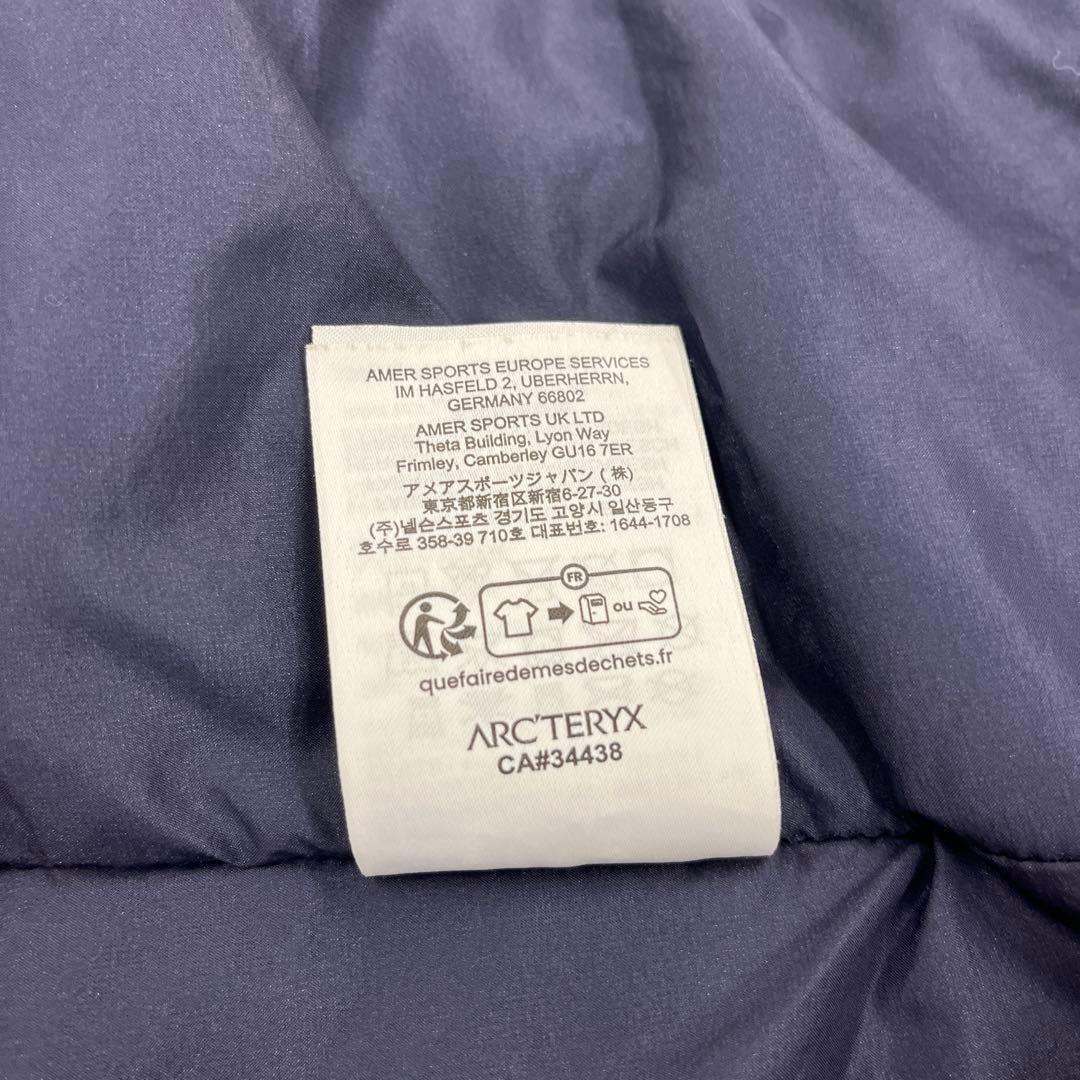 AMER SPORTS EUROPE SERVICES
IM HASFELD 2, UBERHERRN,
GERMANY 66802
AMER SPORTS UK LTD
Theta Building, Lyon Way
Frimley, Camberley GU16 7ER
アメアスポーツジャパン (株)
東京都新宿区新宿6-27-30
(주)넬슨스포츠 경기도 고양시 일산동구
호수로 358-39 710호 대표번호: 1644-1708
FR
ou
quefairedemesdechets.fr
ARC'TERYX
CA#34438